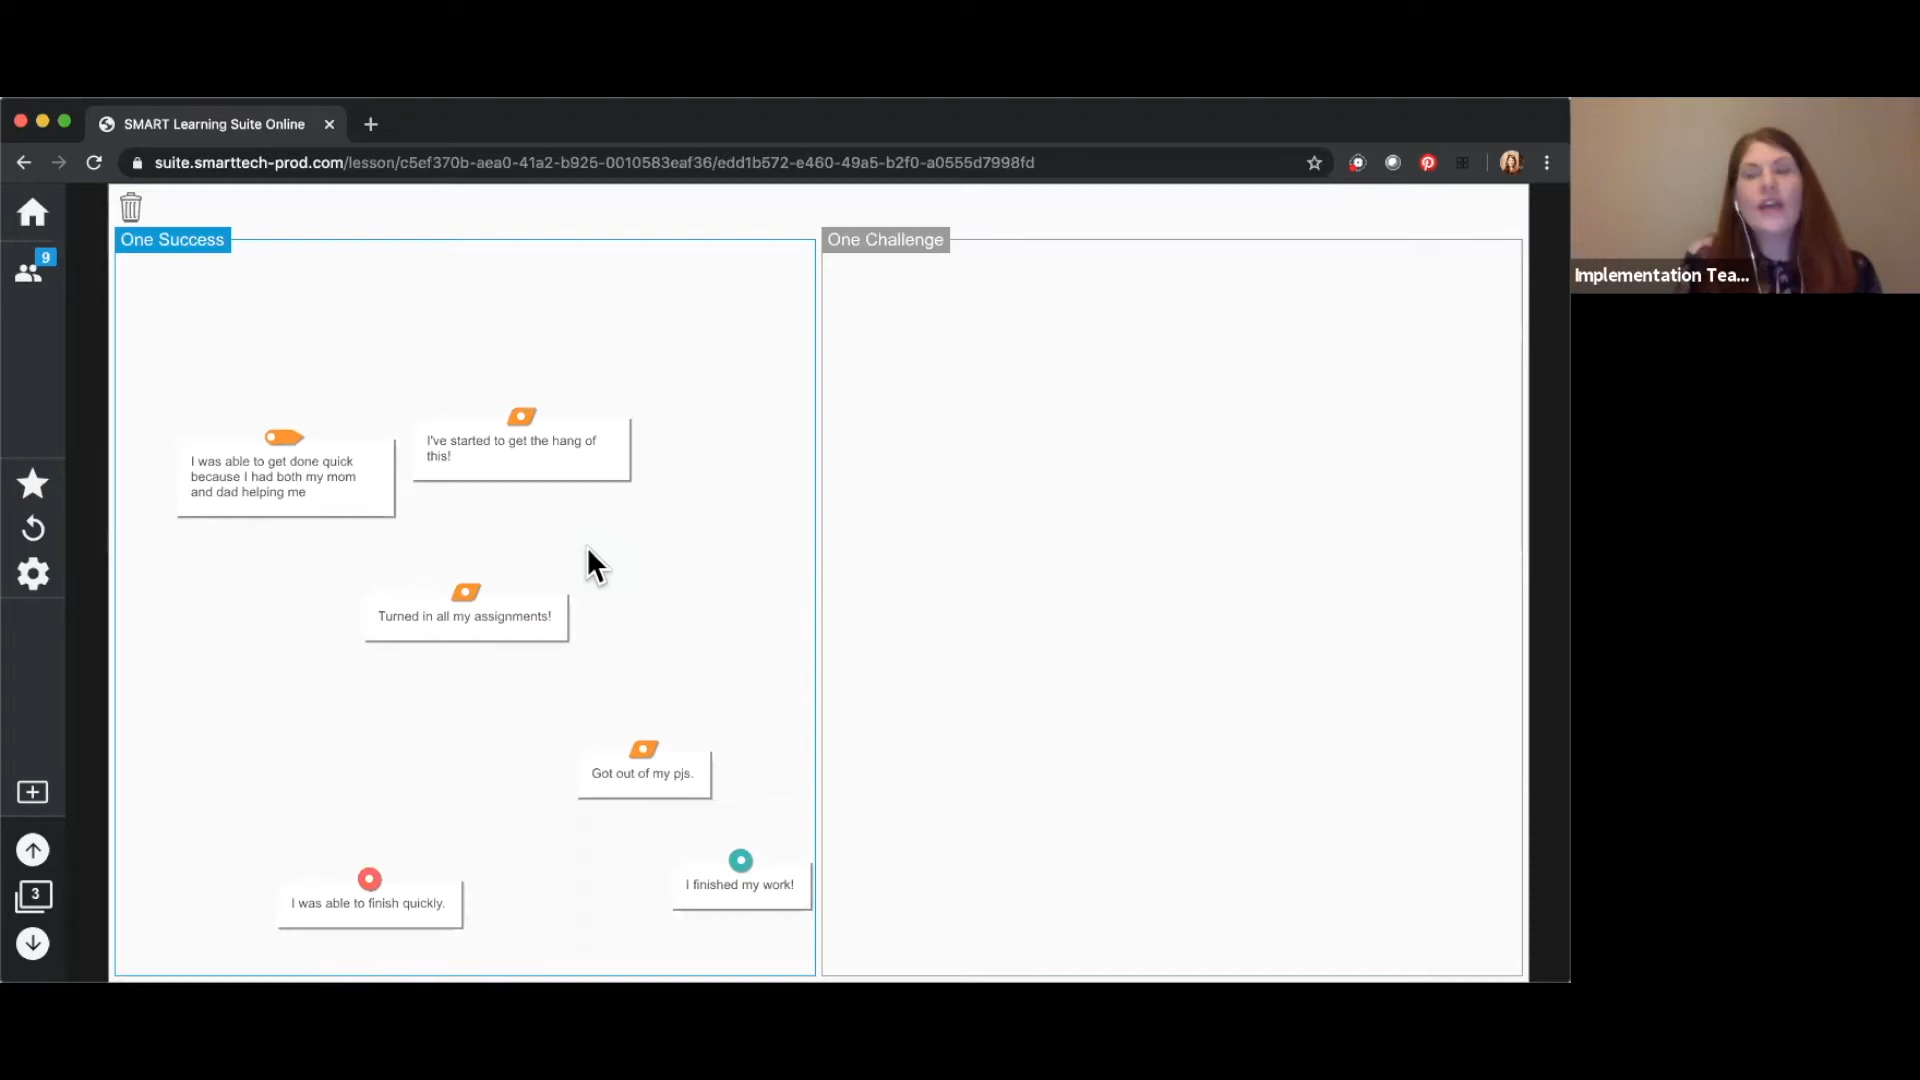 SMART Learning Suite Online
suite.smarttech-prod.com/lesson/c5ef370b-aea0-41a2-b925-0010583eaf36/edd1b572-e460-49a5-b2f0-a0555d7998fd
9
One Success
One Challenge
Implementation Tea...
I've started to get the hang of
this!
I was able to get done quick
because I had both my mom
and dad helping me
Turned in all my assignments!
Got out of my pjs.
I finished my work!
I was able to finish quickly.
3